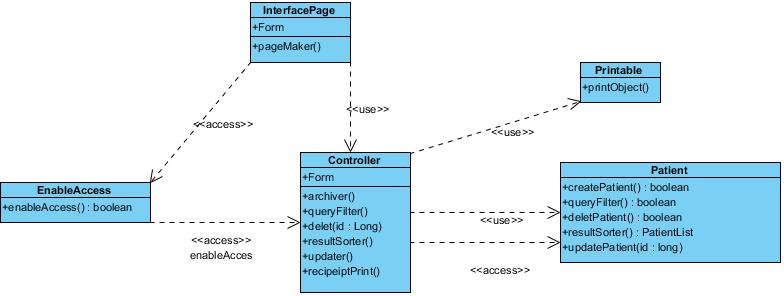 InterfacePage
+Form
+pageMaker()
<<access>>
<<use>>
Printable
+printObject()
<<use>>
EnableAccess
+enableAccess() : boolean
<<access>>
enableAcces
Controller
+Form
+archiver()
+queryFilter()
+delet(id : Long)
+resultSorter()
+updater()
+recipeiptPrint()
<<use>>
<<access>>
Patient
+createPatient() : boolean
+queryFilter() : boolean
+deletPatient() : boolean
+resultSorter() : PatientList
+updatePatient(id : long)